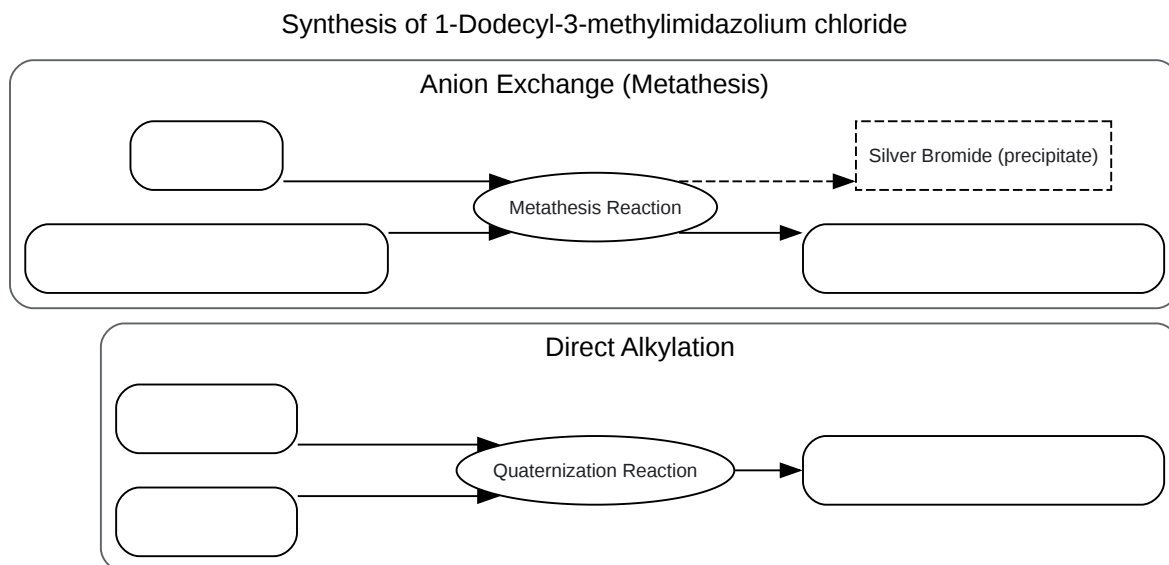 Synthesis of 1-Dodecyl-3-methylimidazolium chloride
Anion Exchange (Metathesis)
Silver Bromide (precipitate)
Metathesis Reaction
Direct Alkylation
Quaternization Reaction